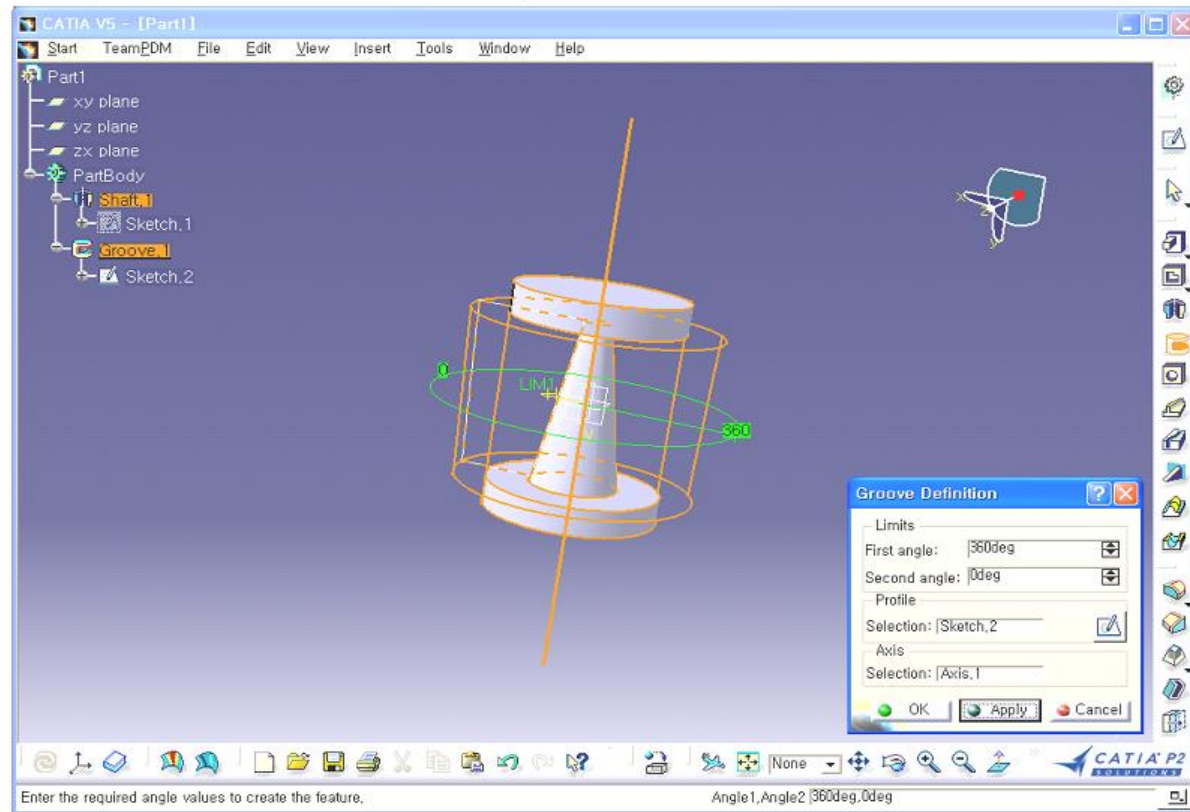 CATIA V5 - [Part1]
Start TeamPDM File Edit View Insert Tools Window Help
Part1
xy plane
yz plane
zx plane
PartBody
Shaft.1
Sketch.1
Groove.1
Sketch.2
x
z
y
0
LIM1
360
Groove Definition
Limits
First angle: 360deg
Second angle: 0deg
Profile
Selection: Sketch.2
Axis
Selection: Axis.1
OK Apply Cancel
None
CATIA P2
SOLUTIONS
Enter the required angle values to create the feature. Angle1,Angle2 360deg,0deg